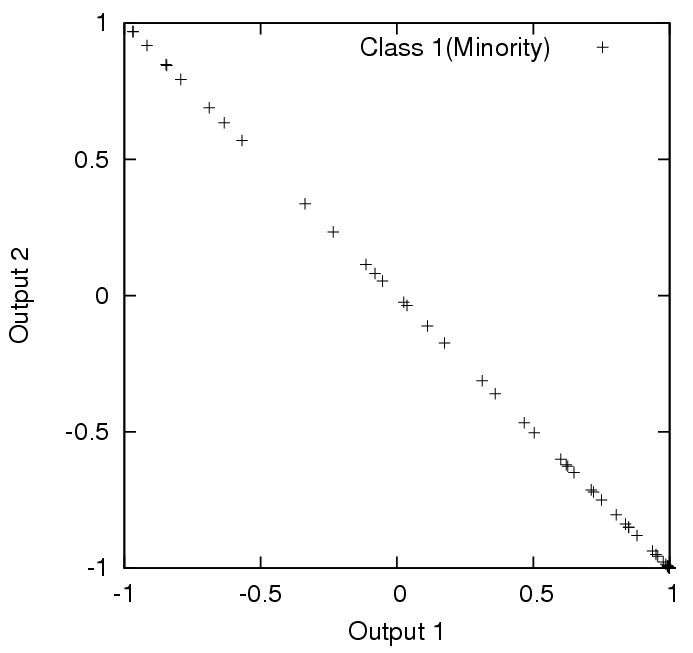 1
Class 1(Minority)
0.5
0
-0.5
-1
-1 -0.5 0 0.5 1
Output 1
Output 2